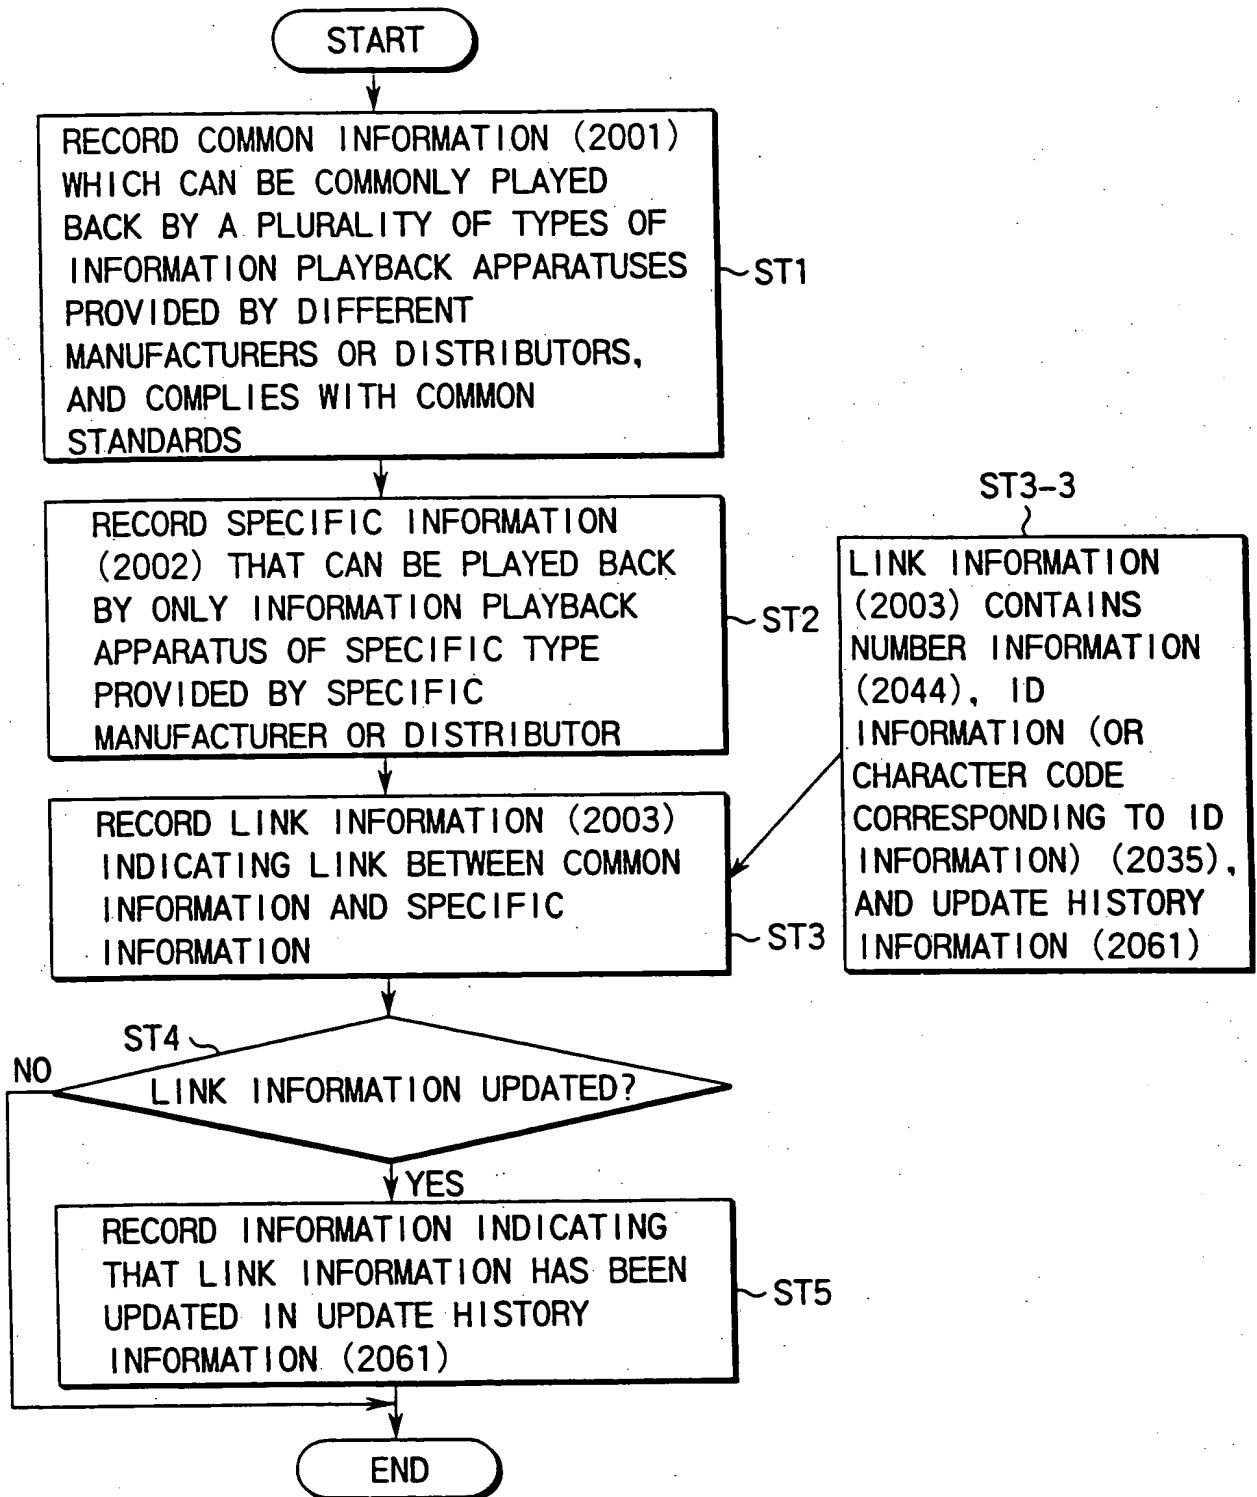 START
RECORD COMMON INFORMATION (2001)
WHICH CAN BE COMMONLY PLAYED
BACK BY A PLURALITY OF TYPES OF
INFORMATION PLAYBACK APPARATUSES
PROVIDED BY DIFFERENT
MANUFACTURERS OR DISTRIBUTORS,
AND COMPLIES WITH COMMON
STANDARDS
ST1
RECORD SPECIFIC INFORMATION
(2002) THAT CAN BE PLAYED BACK
BY ONLY INFORMATION PLAYBACK
APPARATUS OF SPECIFIC TYPE
PROVIDED BY SPECIFIC
MANUFACTURER OR DISTRIBUTOR
ST2
ST3-3
LINK INFORMATION
(2003) CONTAINS
NUMBER INFORMATION
(2044), ID
INFORMATION (OR
CHARACTER CODE
CORRESPONDING TO ID
INFORMATION) (2035),
AND UPDATE HISTORY
INFORMATION (2061)
RECORD LINK INFORMATION (2003)
INDICATING LINK BETWEEN COMMON
INFORMATION AND SPECIFIC
INFORMATION
ST3
ST4
NO
LINK INFORMATION UPDATED?
YES
RECORD INFORMATION INDICATING
THAT LINK INFORMATION HAS BEEN
UPDATED IN UPDATE HISTORY
INFORMATION (2061)
ST5
END